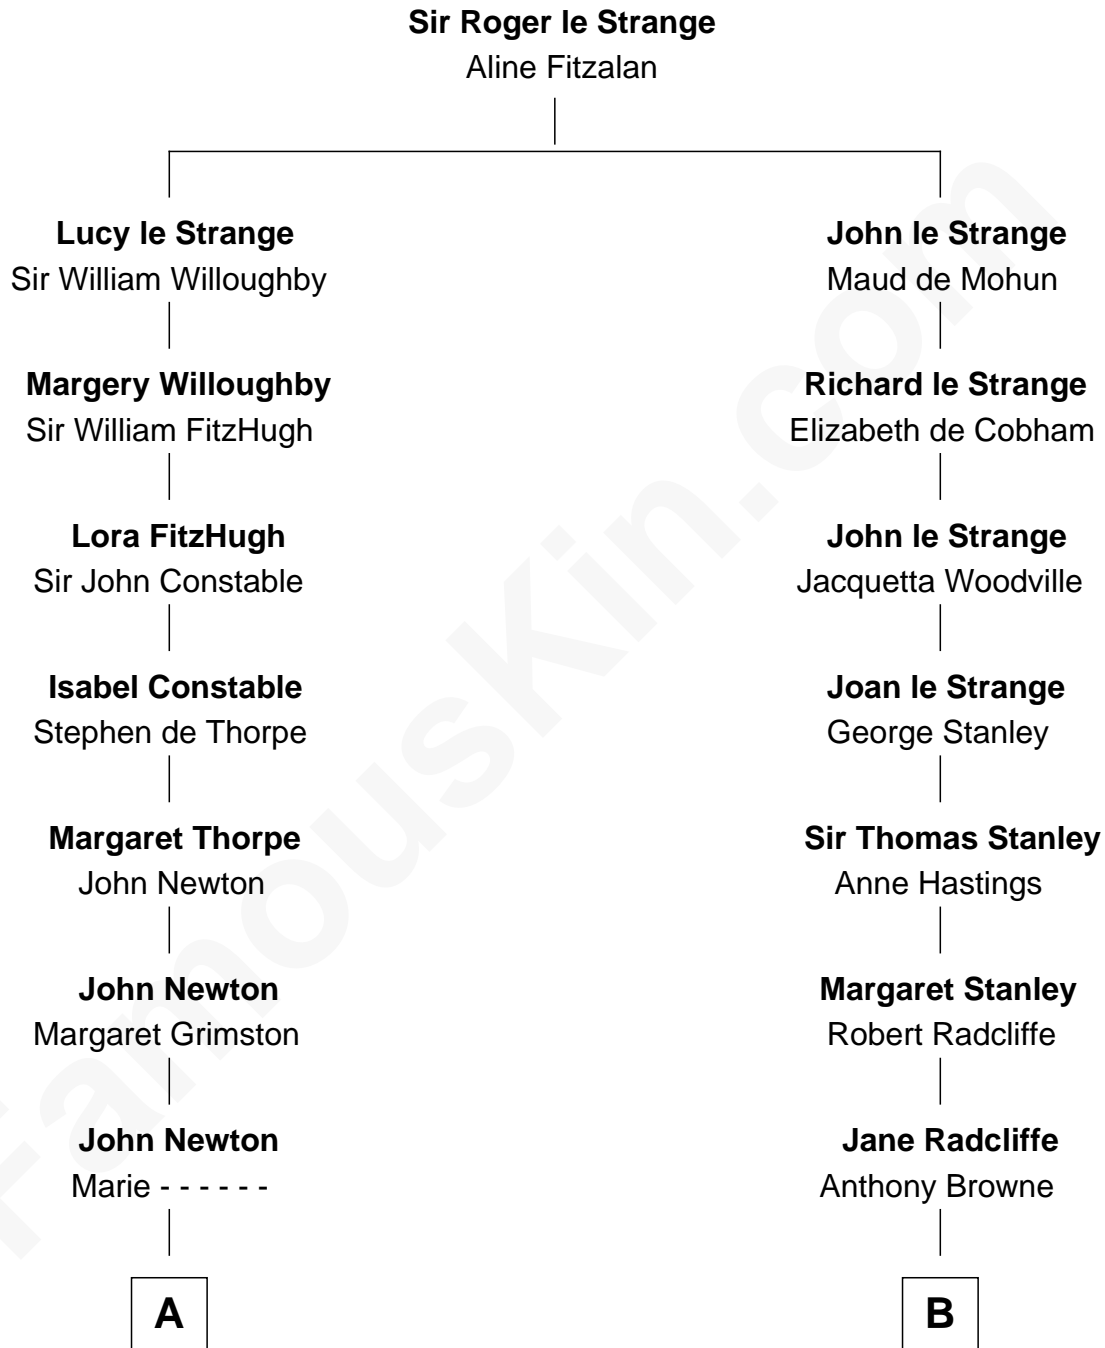 Sir Roger le Strange
Aline Fitzalan
Lucy le Strange
Sir William Willoughby
Margery Willoughby
Sir William FitzHugh
Lora FitzHugh
Sir John Constable
Isabel Constable
Stephen de Thorpe
Margaret Thorpe
John Newton
John Newton
Margaret Grimston
John Newton
Marie - - - - - -
A
John le Strange
Maud de Mohun
Richard le Strange
Elizabeth de Cobham
John le Strange
Jacquetta Woodville
Joan le Strange
George Stanley
Sir Thomas Stanley
Anne Hastings
Margaret Stanley
Robert Radcliffe
Jane Radcliffe
Anthony Browne
B
FamousKin.com